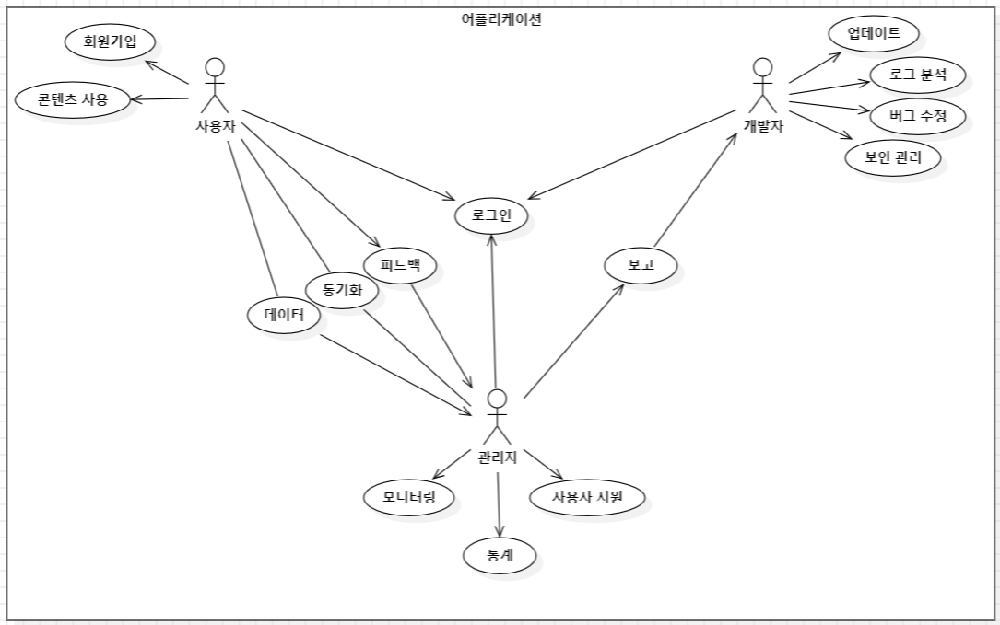 어플리케이션
회원가입
콘텐츠 사용
사용자
업데이트
로그 분석
버그 수정
보안 관리
개발자
로그인
피드백
동기화
데이터
보고
관리자
모니터링
사용자 지원
통계